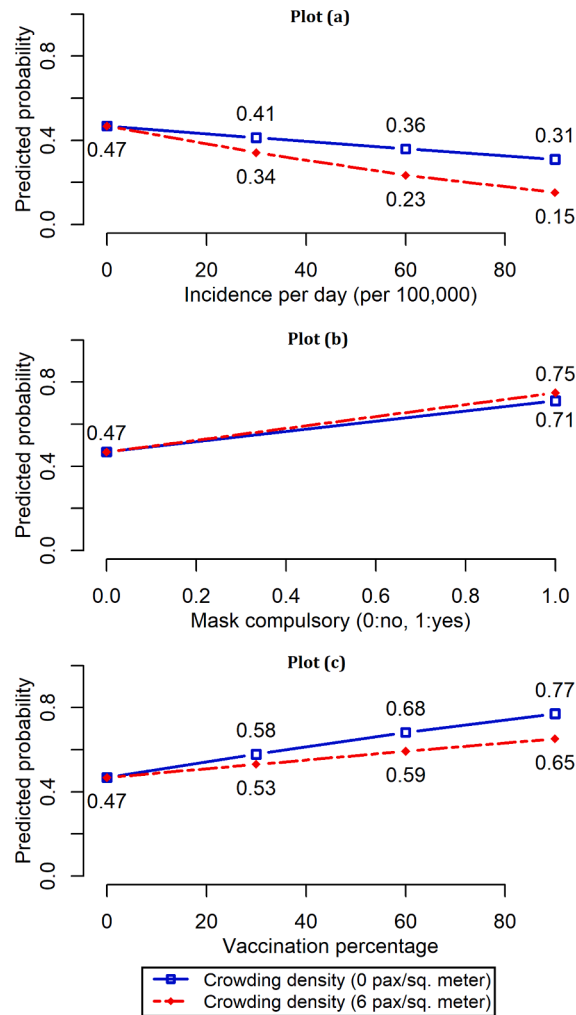 Plot (a)
Predicted probability
0.0 0.4 0.8
0.47
0.41
0.34
0.36
0.23
0.31
0.15
0 20 40 60 80
Incidence per day (per 100,000)
Plot (b)
Predicted probability
0.0 0.4 0.8
0.47
0.75
0.71
0.0 0.2 0.4 0.6 0.8 1.0
Mask compulsory (0:no, 1:yes)
Plot (c)
Predicted probability
0.0 0.4 0.8
0.47
0.58
0.53
0.68
0.59
0.77
0.65
0 20 40 60 80
Vaccination percentage
Crowding density (0 pax/sq. meter)
Crowding density (6 pax/sq. meter)